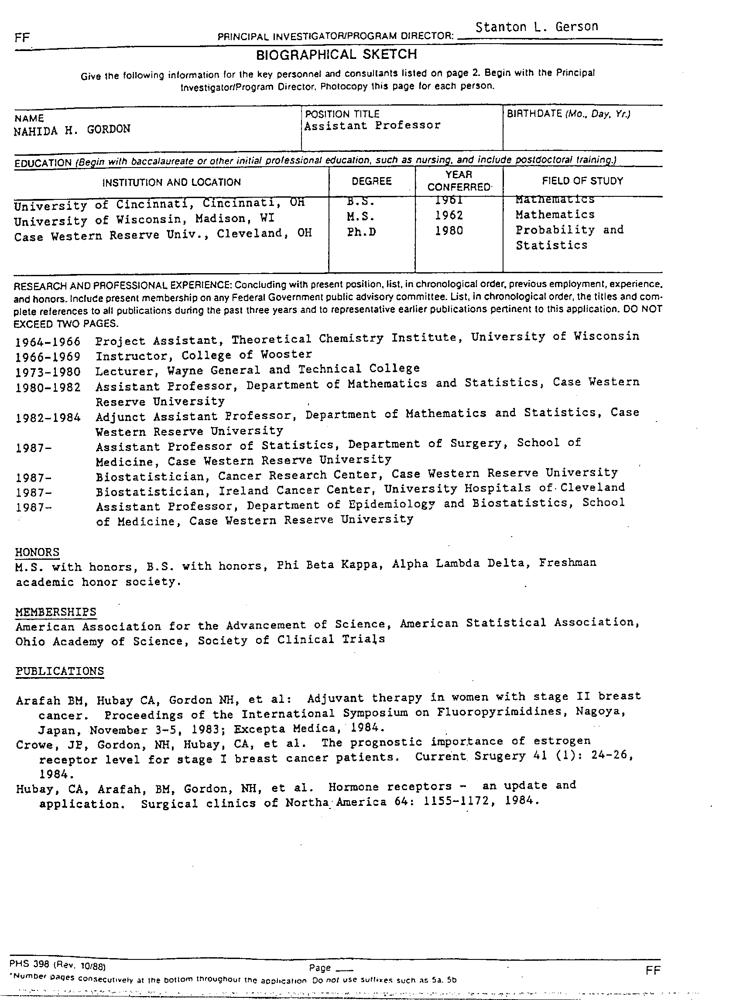 Stanton L. Gerson
FF PRINCIPAL INVESTIGATOR/PROGRAM DIRECTOR:
BIOGRAPHICAL SKETCH
Give the following information for the key personnel and consultants listed on page 2. Begin with the Principal
Investigator/Program Director. Photocopy this page for each person.
NAME POSITION TITLE BIRTHDATE (Mo., Day, Yr.)
NAHIDA H. GORDON Assistant Professor
EDUCATION (Begin with baccalaureate or other initial professional education, such as nursing, and include postdoctoral training.)
INSTITUTION AND LOCATION DEGREE YEAR CONFERRED FIELD OF STUDY
University of Cincinnati, Cincinnati, OH B.S. 1961 Mathematics
University of Wisconsin, Madison, WI M.S. 1962 Mathematics
Case Western Reserve Univ., Cleveland, OH Ph.D 1980 Probability and
Statistics
RESEARCH AND PROFESSIONAL EXPERIENCE: Concluding with present position, list, in chronological order, previous employment, experience,
and honors. Include present membership on any Federal Government public advisory committee. List, in chronological order, the titles and com-
plete references to all publications during the past three years and to representative earlier publications pertinent to this application. DO NOT
EXCEED TWO PAGES.
1964-1966 Project Assistant, Theoretical Chemistry Institute, University of Wisconsin
1966-1969 Instructor, College of Wooster
1973-1980 Lecturer, Wayne General and Technical College
1980-1982 Assistant Professor, Department of Mathematics and Statistics, Case Western
Reserve University
1982-1984 Adjunct Assistant Professor, Department of Mathematics and Statistics, Case
Western Reserve University
1987- Assistant Professor of Statistics, Department of Surgery, School of
Medicine, Case Western Reserve University
1987- Biostatistician, Cancer Research Center, Case Western Reserve University
1987- Biostatistician, Ireland Cancer Center, University Hospitals of Cleveland
1987- Assistant Professor, Department of Epidemiology and Biostatistics, School
of Medicine, Case Western Reserve University
HONORS
M.S. with honors, B.S. with honors, Phi Beta Kappa, Alpha Lambda Delta, Freshman
academic honor society.
MEMBERSHIPS
American Association for the Advancement of Science, American Statistical Association,
Ohio Academy of Science, Society of Clinical Trials
PUBLICATIONS
Arafah BM, Hubay CA, Gordon NH, et al: Adjuvant therapy in women with stage II breast
cancer. Proceedings of the International Symposium on Fluoropyrimidines, Nagoya,
Japan, November 3-5, 1983; Excepta Medica, 1984.
Crowe, JP, Gordon, NH, Hubay, CA, et al. The prognostic importance of estrogen
receptor level for stage I breast cancer patients. Current Srugery 41 (1): 24-26,
1984.
Hubay, CA, Arafah, BM, Gordon, NH, et al. Hormone receptors - an update and
application. Surgical clinics of Northa America 64: 1155-1172, 1984.
PHS 398 (Rev. 10/88) Page ___ FF
*Number pages consecutively at the bottom throughout the application. Do not use suffixes such as 5a, 5b